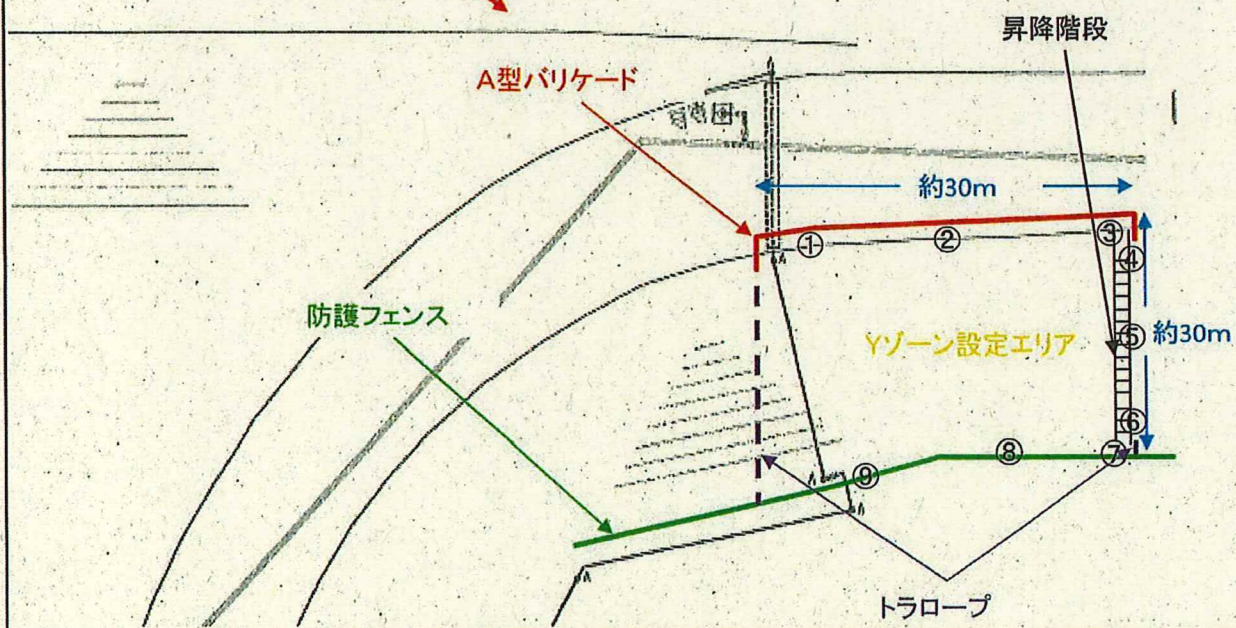 昇降階段
A型バリケード
約30m
① ② ③
④
防護フェンス
Yゾーン設定エリア
⑤
約30m
⑥
⑨ ⑧ ⑦
トラロープ